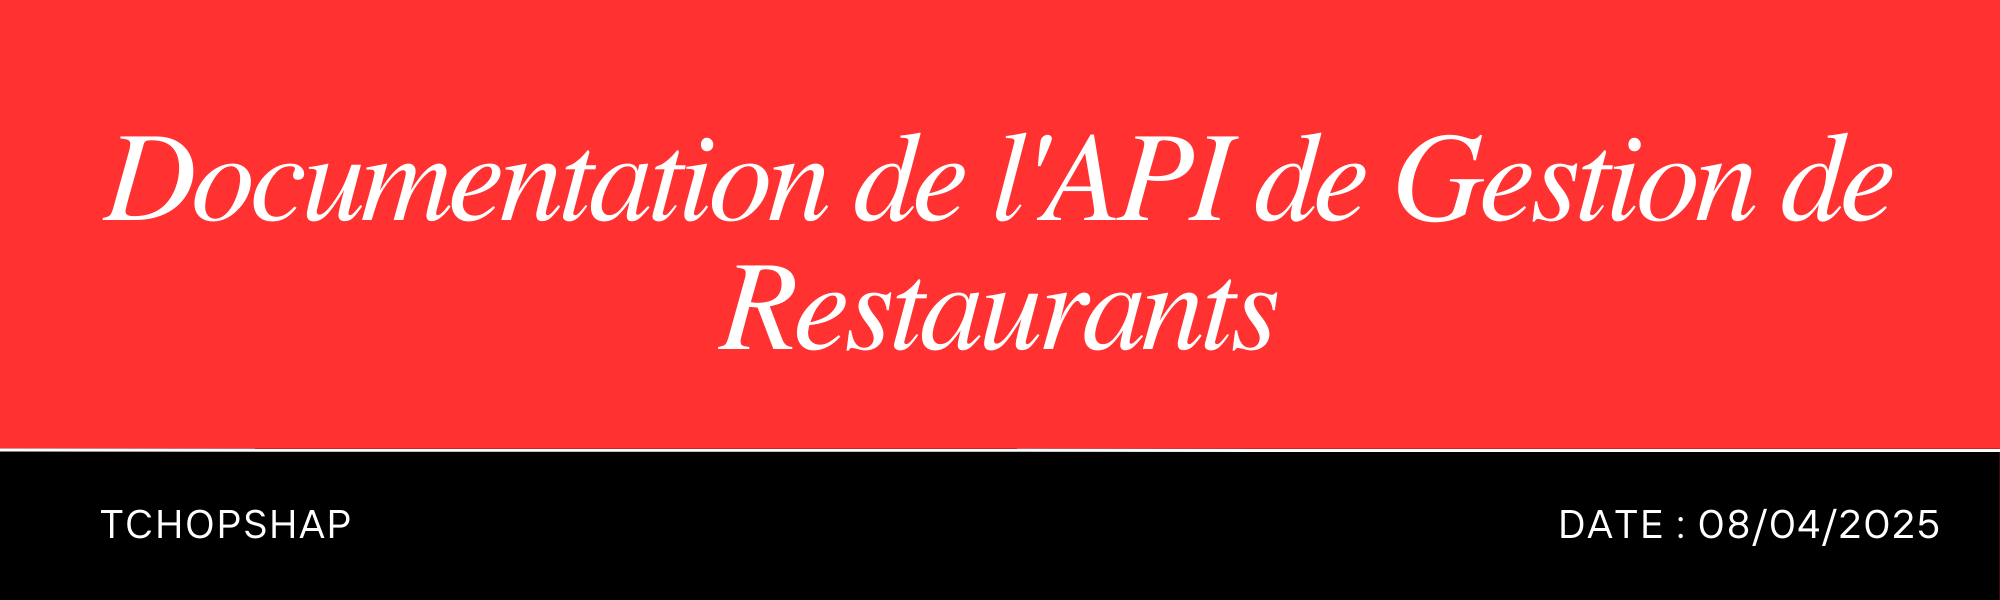 Documentation de l'API de Gestion de
Restaurants
TCHOPSHAP
DATE : 08/04/2025